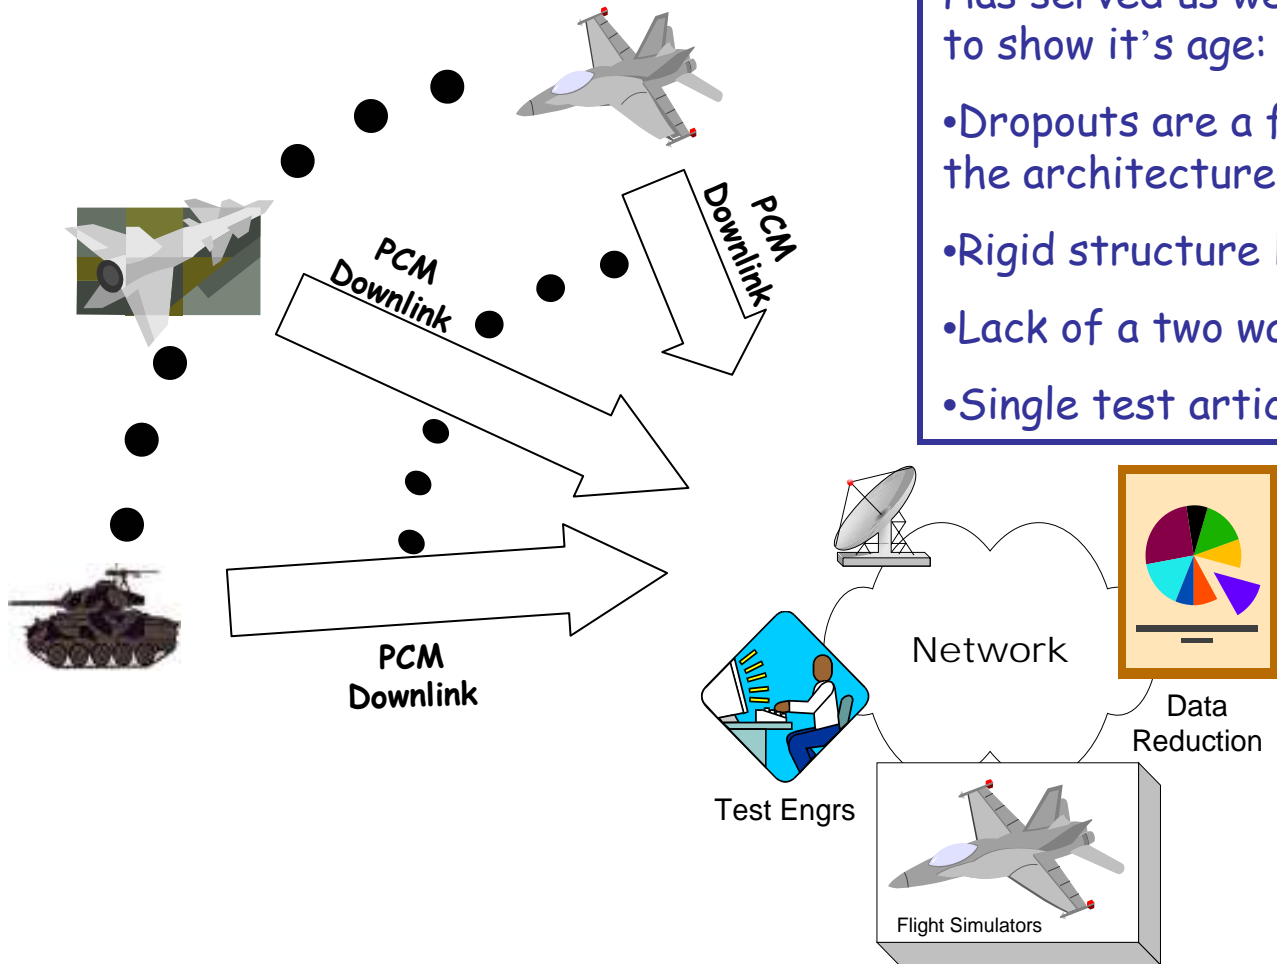 to show it's age:
•Dropouts are a
the architecture
•Rigid structure
•Lack of a two
•Single test
PCM
Downlink
PCM
Downlink
PCM
Downlink
Network
Data
Reduction
Test Engrs
Flight Simulators